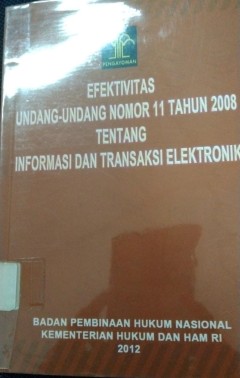 PENGAYOMAN
EFEKTIVITAS
UNDANG-UNDANG NOMOR 11 TAHUN 2008
TENTANG
INFORMASI DAN TRANSAKSI ELEKTRONIK
BADAN PEMBINAAN HUKUM NASIONAL
KEMENTERIAN HUKUM DAN HAM RI
2012